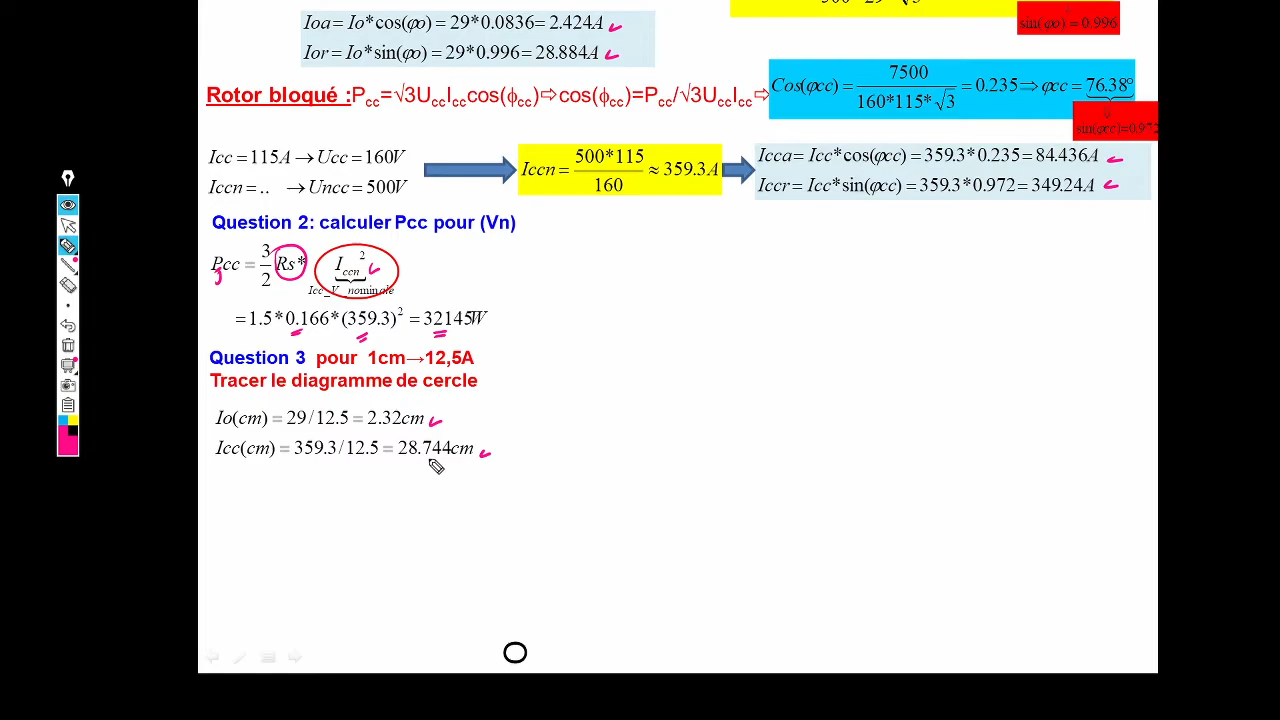 Ioa = Io*cos(φo) = 29*0.0836 = 2.424A
Ior = Io*sin(φo) = 29*0.996 = 28.884A
sin(φo) = 0.996
Rotor bloqué : Pcc=√3UccIcccos(ϕcc)⇨cos(ϕcc)=Pcc/√3UccIcc⇨
Cos(φcc) = 7500 / 160*115*√3 = 0.235 ⇒ φcc = 76.38°
sin(φcc)=0.972
Icc = 115A → Ucc = 160V
Iccn = .. → Uncc = 500V
Iccn = 500*115 / 160 ≈ 359.3A
Icca = Icc*cos(φcc) = 359.3*0.235 = 84.436A
Iccr = Icc*sin(φcc) = 359.3*0.972 = 349.24A
Question 2: calculer Pcc pour (Vn)
Pcc = 3/2 Rs* Iccn²
Icc_V_nominale
= 1.5*0.166*(359.3)² = 32145W
Question 3 pour 1cm→12,5A
Tracer le diagramme de cercle
Io(cm) = 29/12.5 = 2.32cm
Icc(cm) = 359.3/12.5 = 28.744cm
O